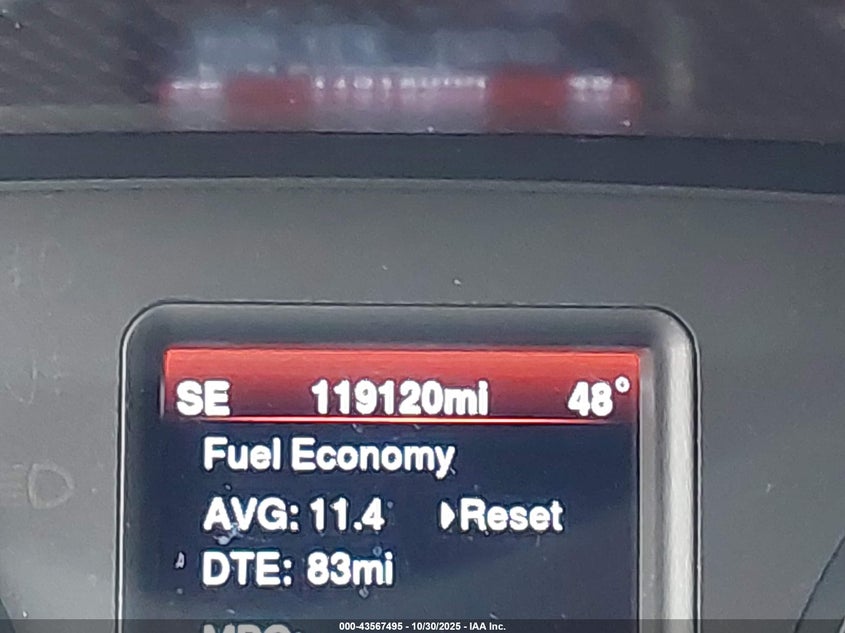 SE 119120mi 48°
Fuel Economy
AVG: 11.4 Reset
DTE: 83mi
000-43567495 - 10/30/2025 - IAA Inc.